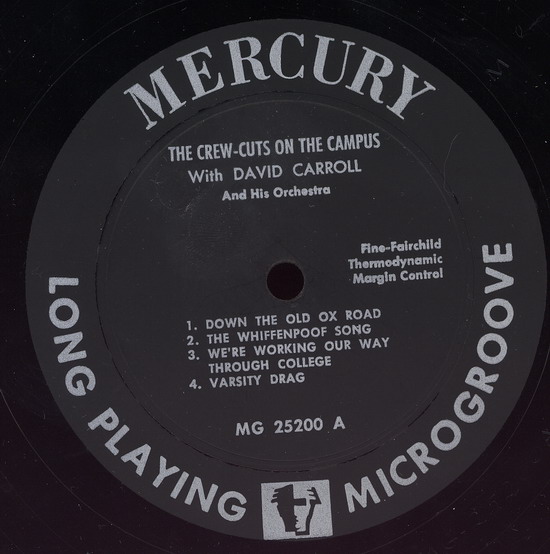 MERCURY
THE CREW-CUTS ON THE CAMPUS
With DAVID CARROLL
And His Orchestra
Fine-Fairchild
Thermodynamic
Margin Control
1. DOWN THE OLD OX ROAD
2. THE WHIFFENPOOF SONG
3. WE'RE WORKING OUR WAY
THROUGH COLLEGE
4. VARSITY DRAG
MG 25200 A
LONG PLAYING MICROGROOVE